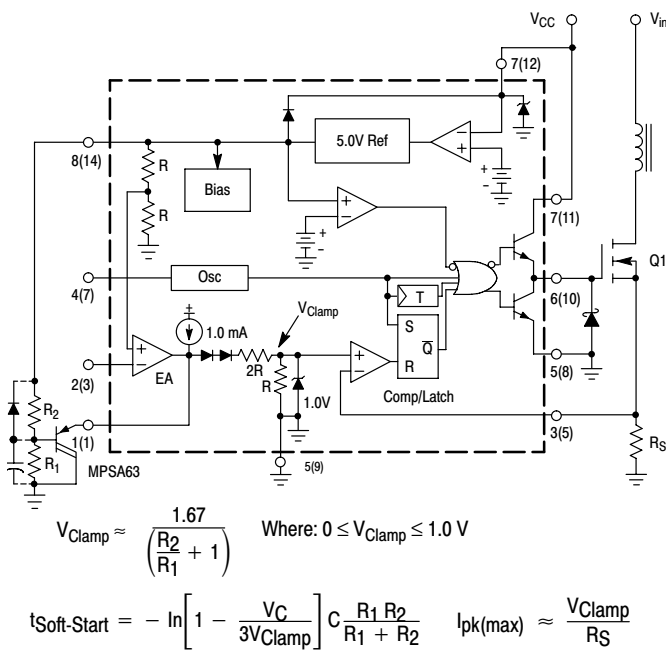 VCC
Vin
7(12)
8(14)
5.0V Ref
R
Bias
R
7(11)
Q1
4(7)
Osc
T
6(10)
VClamp
S
Q̅
R
1.0 mA
2(3)
EA
2R
R
1.0V
Comp/Latch
5(8)
3(5)
R2
R1
1(1)
MPSA63
5(9)
RS
VClamp ≈ 1.67 / (R2/R1 + 1) Where: 0 ≤ VClamp ≤ 1.0 V
tSoft-Start = − ln[1 − VC/3VClamp] C R1 R2/R1 + R2 Ipk(max) ≈ VClamp/RS